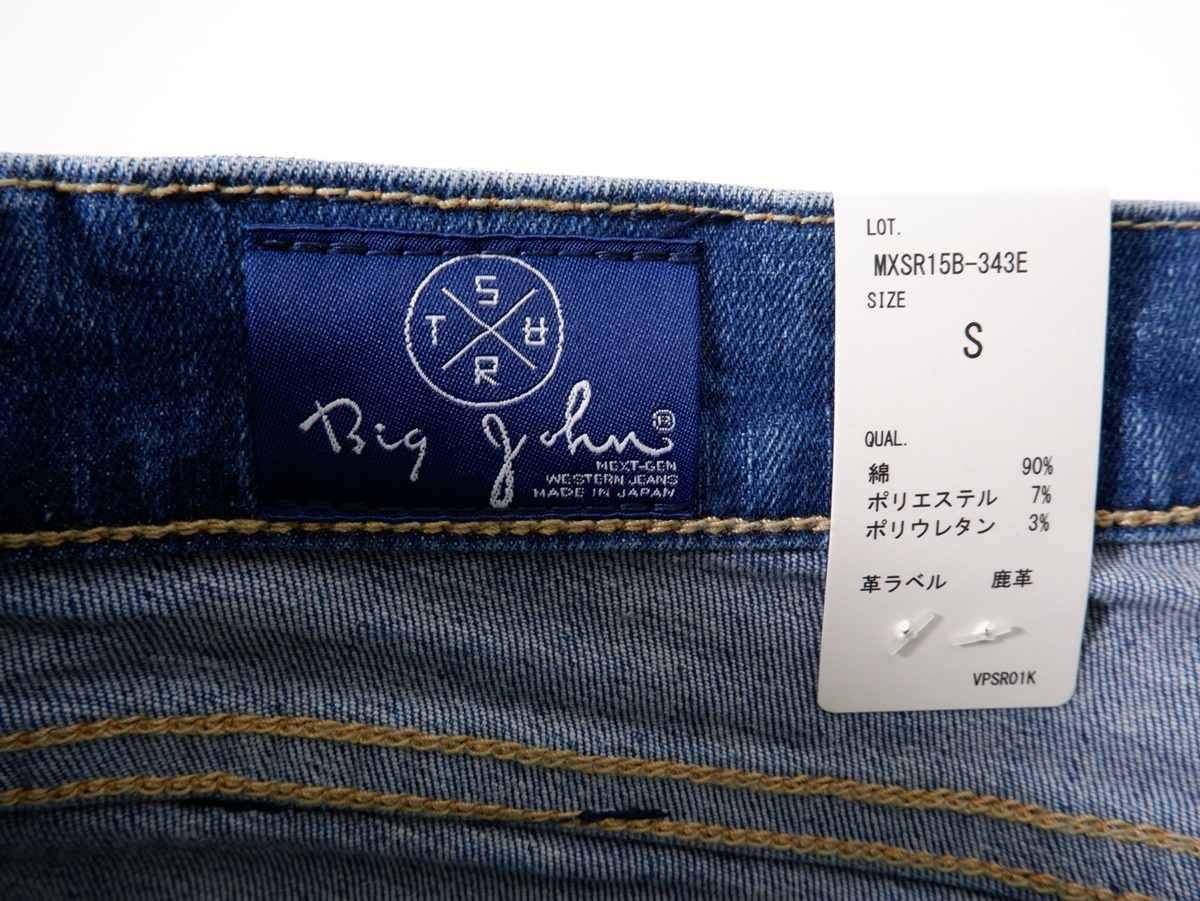 S
T R
R
Big John®
NEXT-GEN
WESTERN JEANS
MADE IN JAPAN
LOT.
MXSR15B-343E
SIZE
S
QUAL.
綿 90%
ポリエステル 7%
ポリウレタン 3%
革ラベル 鹿革
VPSR01K